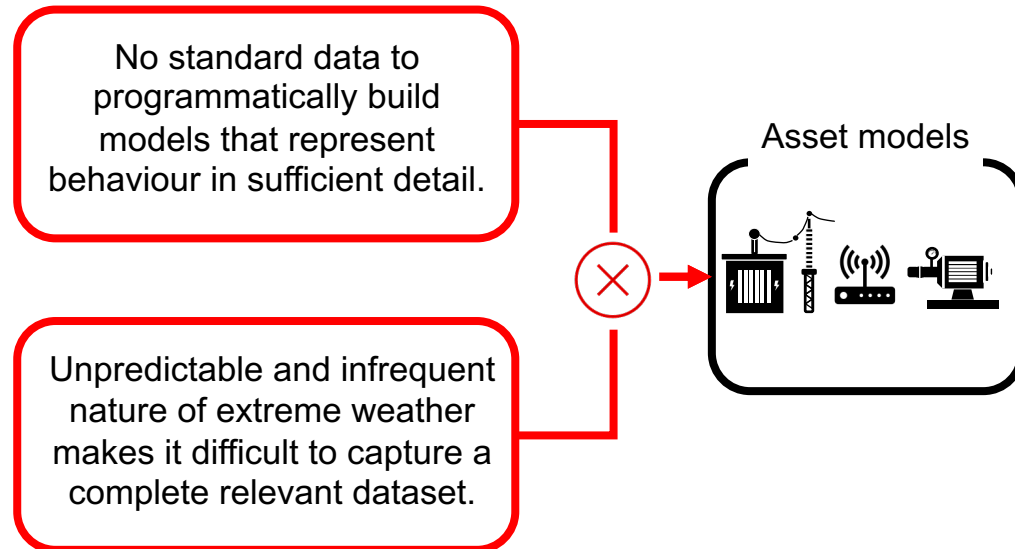 No standard data to
programmatically build
models that represent
behaviour in sufficient detail.
Asset models
Unpredictable and infrequent
nature of extreme weather
makes it difficult to capture a
complete relevant dataset.